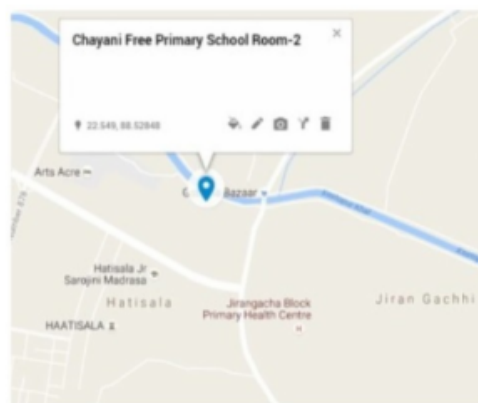 Chayani Free Primary School Room-2
22.549, 88.52848
Arts Acre
Bazaar
Hatisala Jr
Sarojini Madrasa
Hatisala
HAATISALA
Jirangacha Block
Primary Health Centre
H
Jiran Gachhi